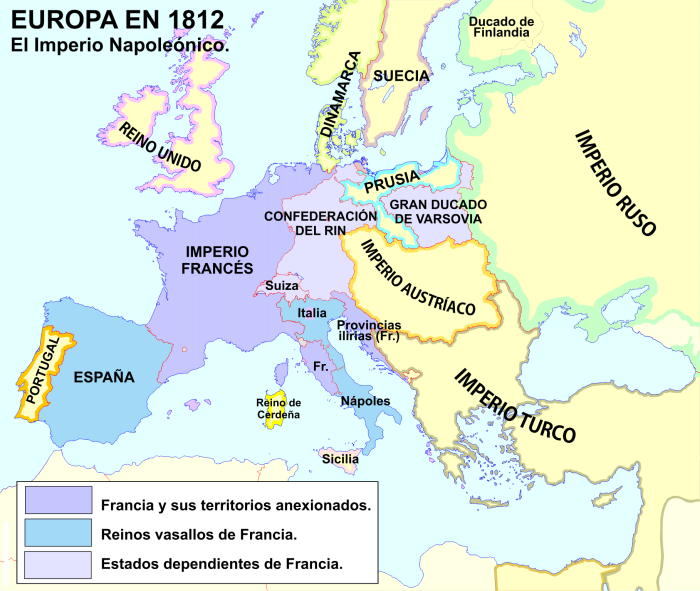 EUROPA EN 1812
El Imperio Napoleónico.
Ducado de
Finlandia
SUECIA
DINAMARCA
REINO UNIDO
IMPERIO RUSO
PRUSIA
GRAN DUCADO
DE VARSOVIA
CONFEDERACIÓN
DEL RIN
IMPERIO
FRANCÉS
IMPERIO AUSTRÍACO
Suiza
Italia
Provincias
ilirias (Fr.)
Fr.
PORTUGAL
ESPAÑA
Reino de
Cerdeña
Nápoles
IMPERIO TURCO
Sicilia
Francia y sus territorios anexionados.
Reinos vasallos de Francia.
Estados dependientes de Francia.